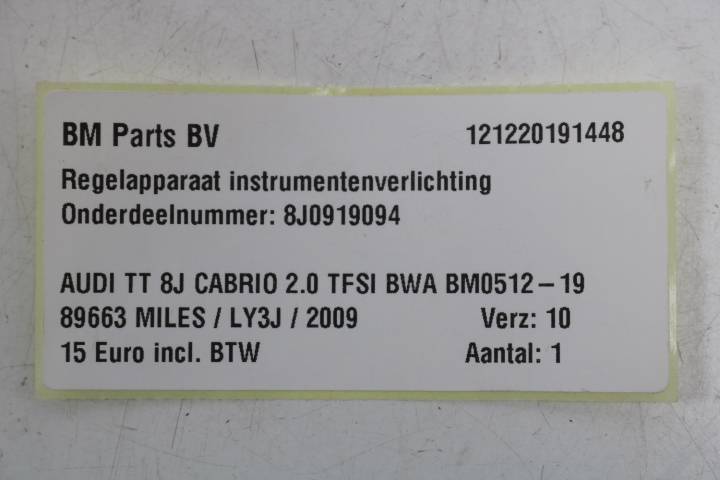 BM Parts BV 121220191448
Regelapparaat instrumentenverlichting
Onderdeelnummer: 8J0919094
AUDI TT 8J CABRIO 2.0 TFSI BWA BM0512-19
89663 MILES / LY3J / 2009 Verz: 10
15 Euro incl. BTW Aantal: 1